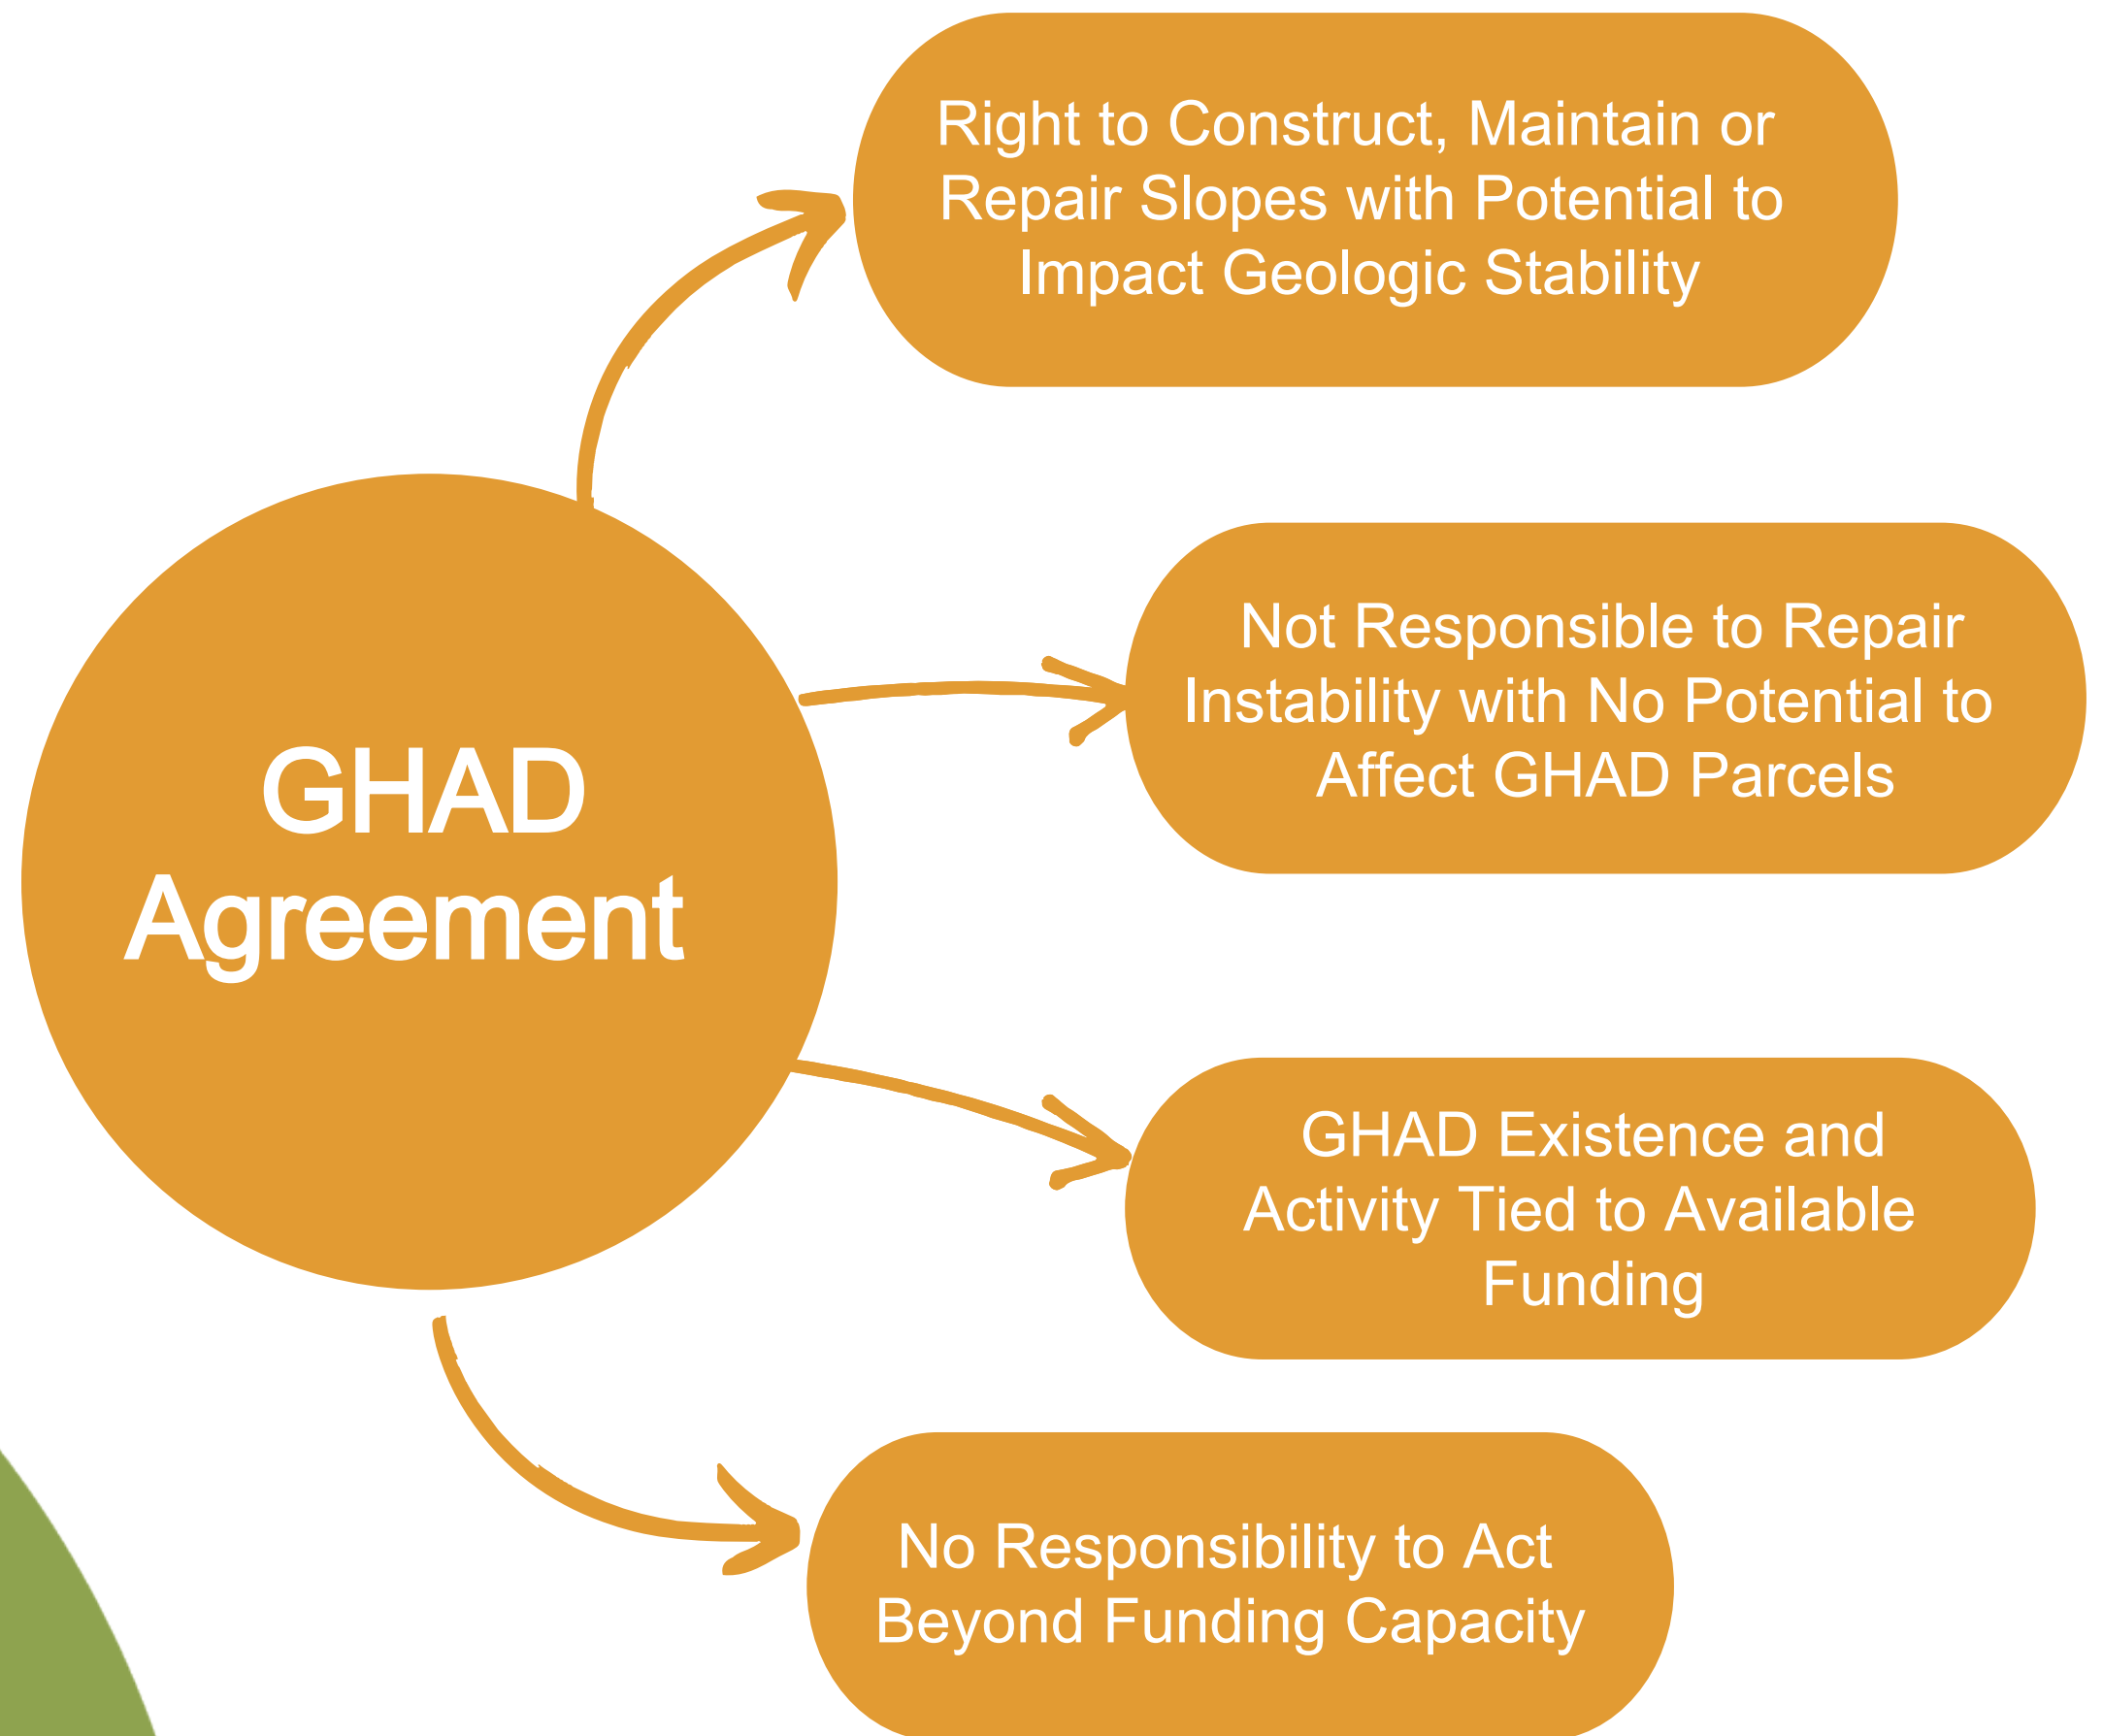 Right to Construct, Maintain or
Repair Slopes with Potential to
Impact Geologic Stability
Not Responsible to Repair
Instability with No Potential to
Affect GHAD Parcels
GHAD
Agreement
GHAD Existence and
Activity Tied to Available
Funding
No Responsibility to Act
Beyond Funding Capacity